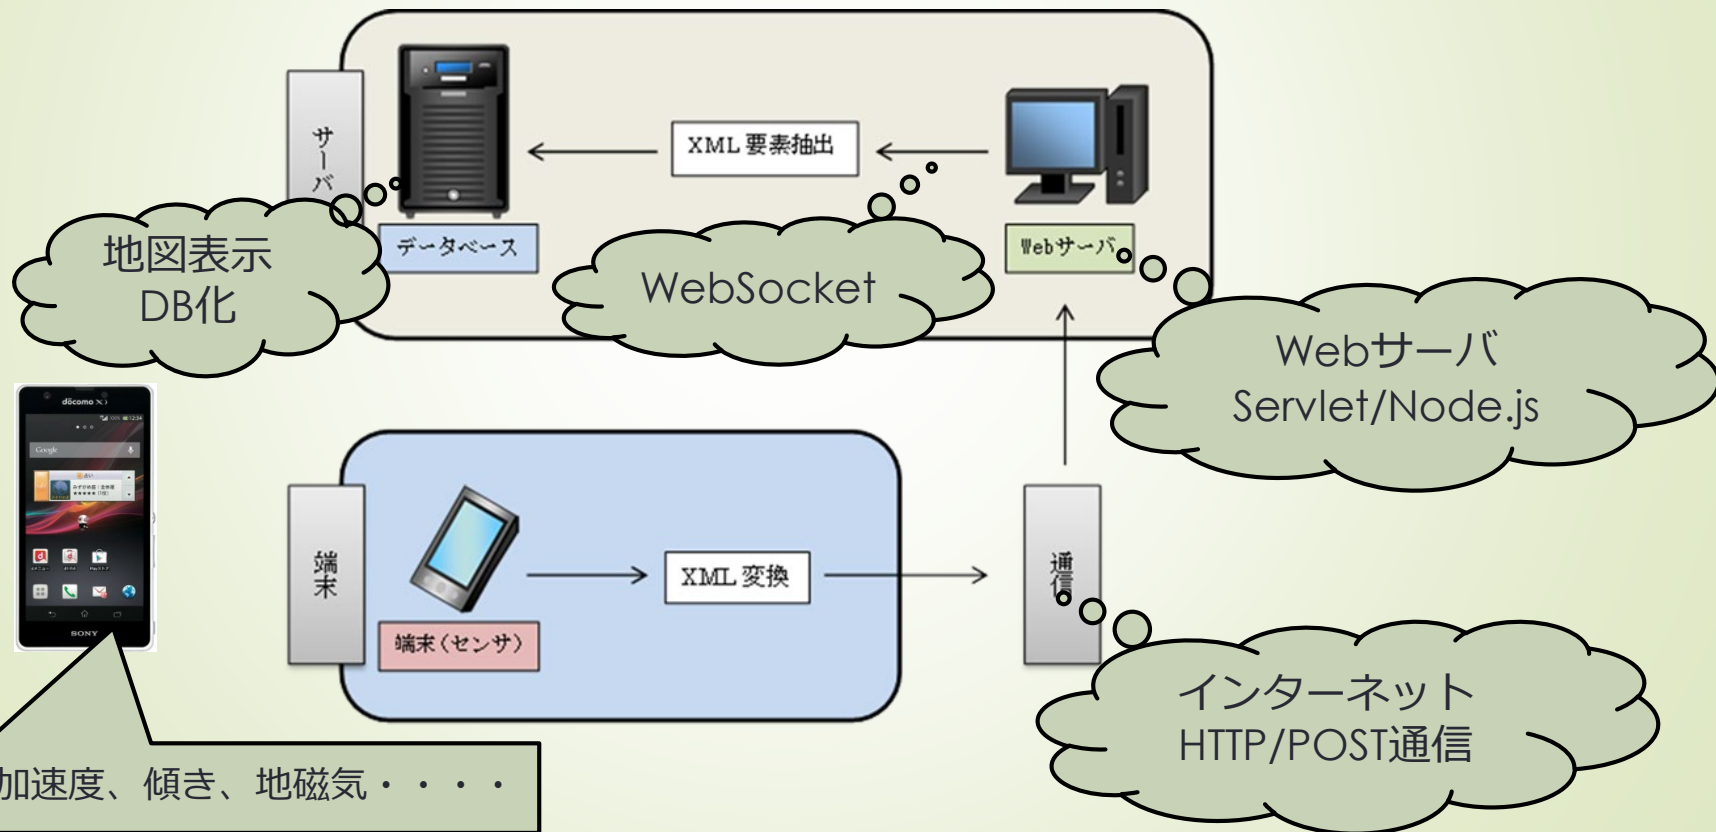 サーバ
XML 要素抽出
データベース
Webサーバ
地図表示
DB化
WebSocket
Webサーバ
Servlet/Node.js
döcomo
Google
SONY
端末
XML 変換
通信
端末(センサ)
インターネット
HTTP/POST通信
加速度、傾き、地磁気・・・・